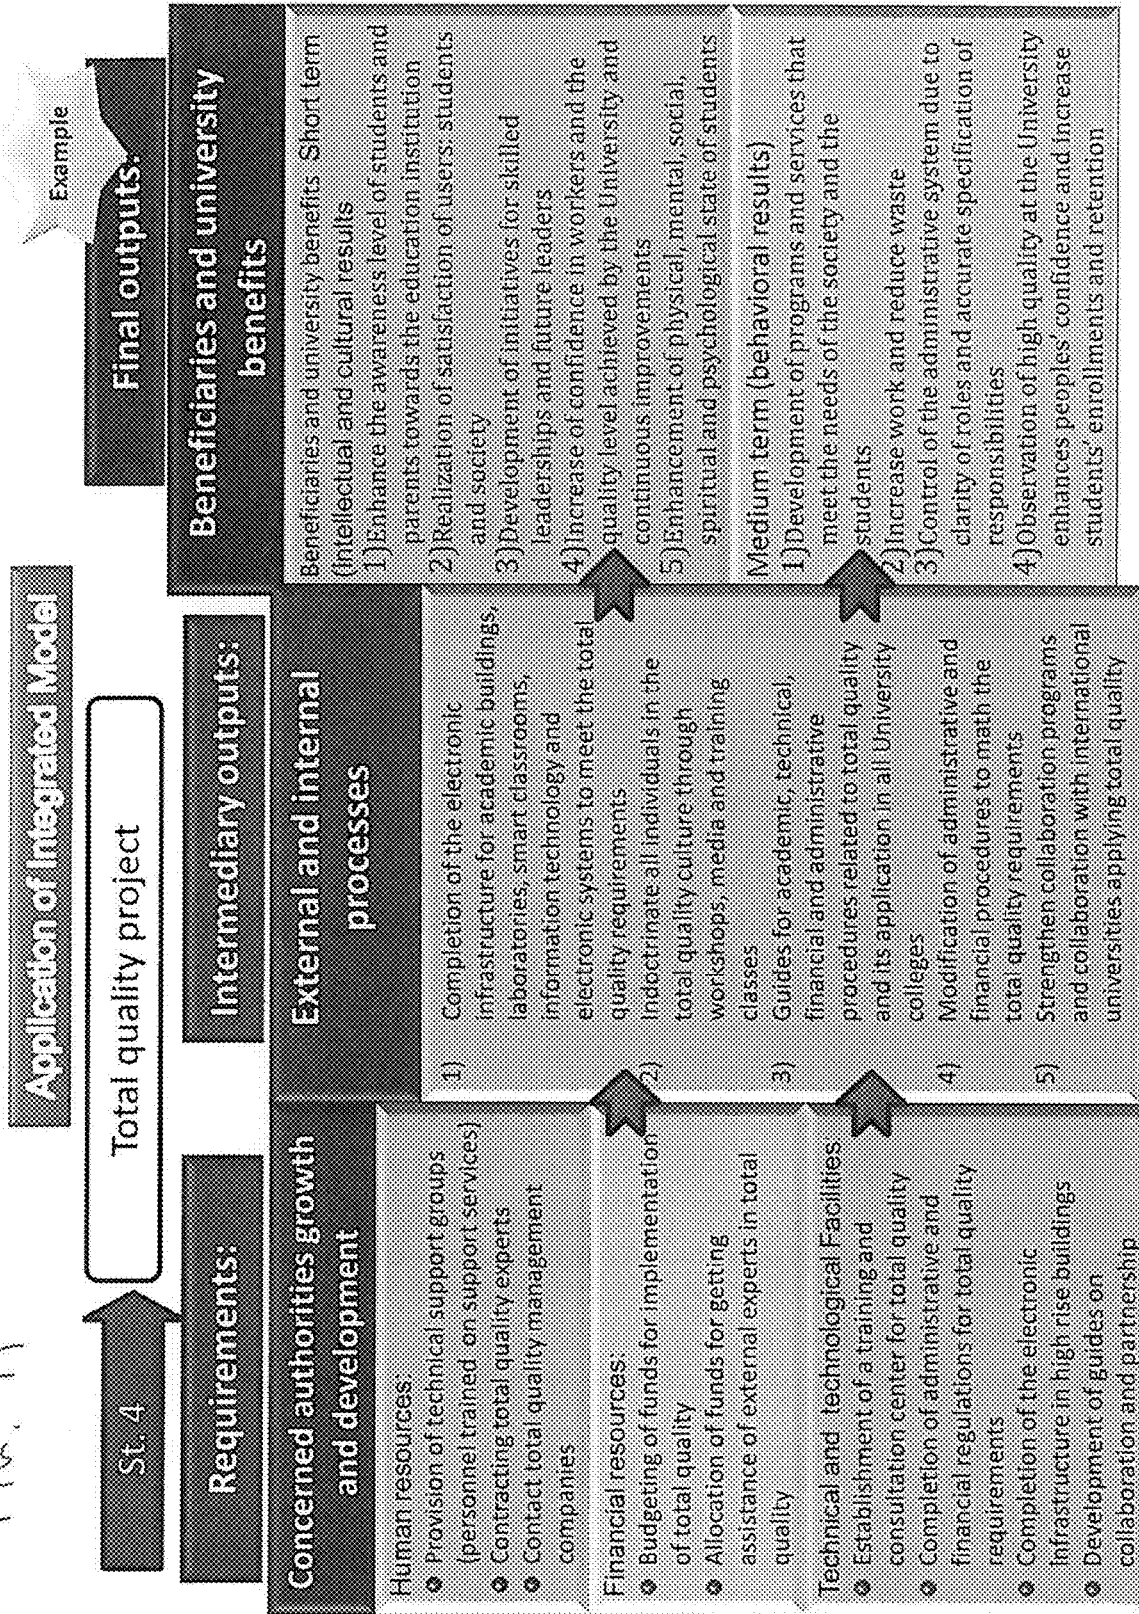 Application of Integrated Model
Example
St. 4
Total quality project
Requirements:
Concerned authorities growth
and development
Human resources:
Provision of technical support groups
(personnel trained on support services)
Contracting total quality experts
Contact total quality management
companies
Financial resources:
Budgeting of funds for implementation
of total quality
Allocation of funds for getting
assistance of external experts in total
quality
Technical and technological Facilities
Establishment of a training and
consultation center for total quality
Completion of administrative and
financial regulations for total quality
requirements
Completion of the electronic
infrastructure in high rise buildings
Development of guides on
collaboration and partnership
Intermediary outputs:
External and internal
processes
1) Completion of the electronic
infrastructure for academic buildings,
laboratories, smart classrooms,
information technology and
electronic systems to meet the total
quality requirements
2) Indoctrinate all individuals in the
total quality culture through
workshops, media and training
classes
3) Guides for academic, technical,
financial and administrative
procedures related to total quality
and its application in all University
colleges
4) Modification of administrative and
financial procedures to math the
total quality requirements
5) Strengthen collaboration programs
and collaboration with international
universities applying total quality
Final outputs:
Beneficiaries and university
benefits
Beneficiaries and university benefits Short term
(intellectual and cultural results
1)Enhance the awareness level of students and
parents towards the education institution
2)Realization of satisfaction of users: students
and society
3)Development of initiatives for skilled
leaderships and future leaders
4)Increase of confidence in workers and the
quality level achieved by the University and
continuous improvements
5)Enhancement of physical, mental, social,
spiritual and psychological state of students
Medium term (behavioral results)
1)Development of programs and services that
meet the needs of the society and the
students
2)Increase work and reduce waste
3)Control of the administrative system due to
clarity of roles and accurate specification of
responsibilities
4)Observation of high quality at the University
enhances peoples' confidence and increase
students' enrollments and retention